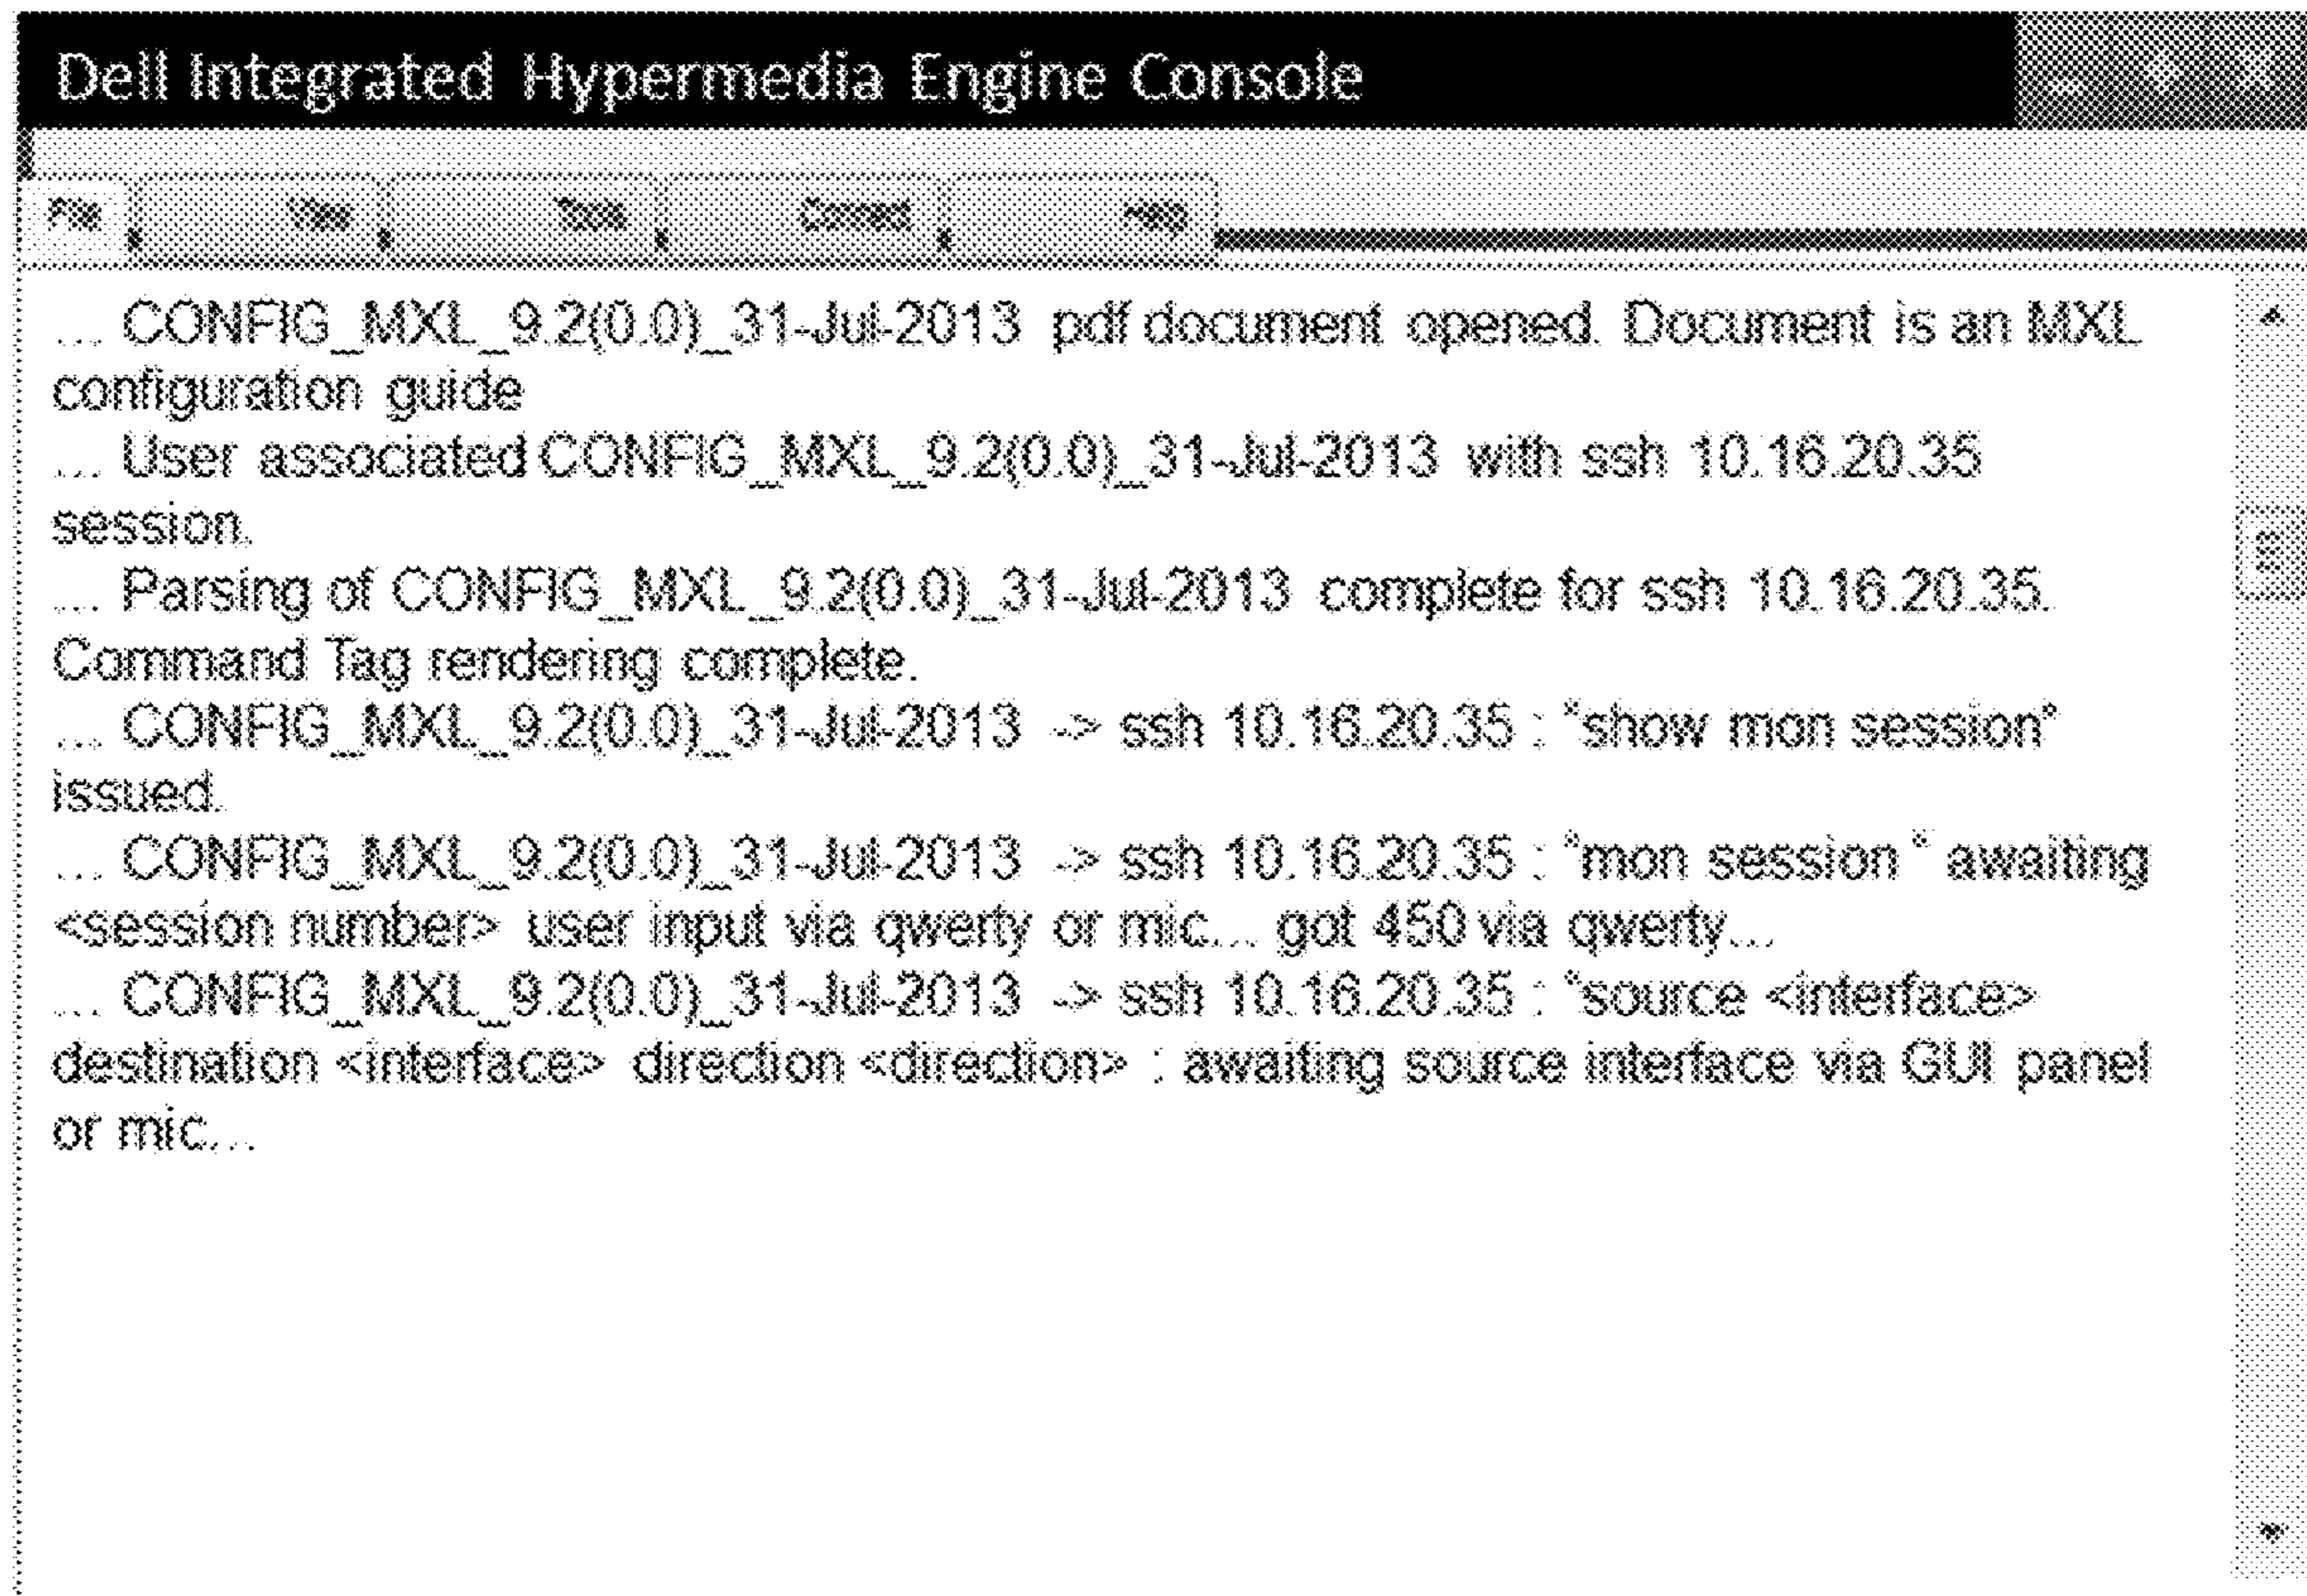 Dell Integrated Hypermedia Engine Console
File View Tools Connect Help
... CONFIG_MXL_9.2(0.0)_31-Jul-2013 pdf document opened. Document is an MXL
configuration guide
... User associated CONFIG_MXL_9.2(0.0)_31-Jul-2013 with ssh 10.16.20.35
session.
... Parsing of CONFIG_MXL_9.2(0.0)_31-Jul-2013 complete for ssh 10.16.20.35.
Command Tag rendering complete.
... CONFIG_MXL_9.2(0.0)_31-Jul-2013 -> ssh 10.16.20.35 : "show mon session"
issued.
... CONFIG_MXL_9.2(0.0)_31-Jul-2013 -> ssh 10.16.20.35 : "mon session " awaiting
<session number> user input via qwerty or mic... got 450 via qwerty...
... CONFIG_MXL_9.2(0.0)_31-Jul-2013 -> ssh 10.16.20.35 : "source <interface>
destination <interface> direction <direction> : awaiting source interface via GUI panel
or mic...